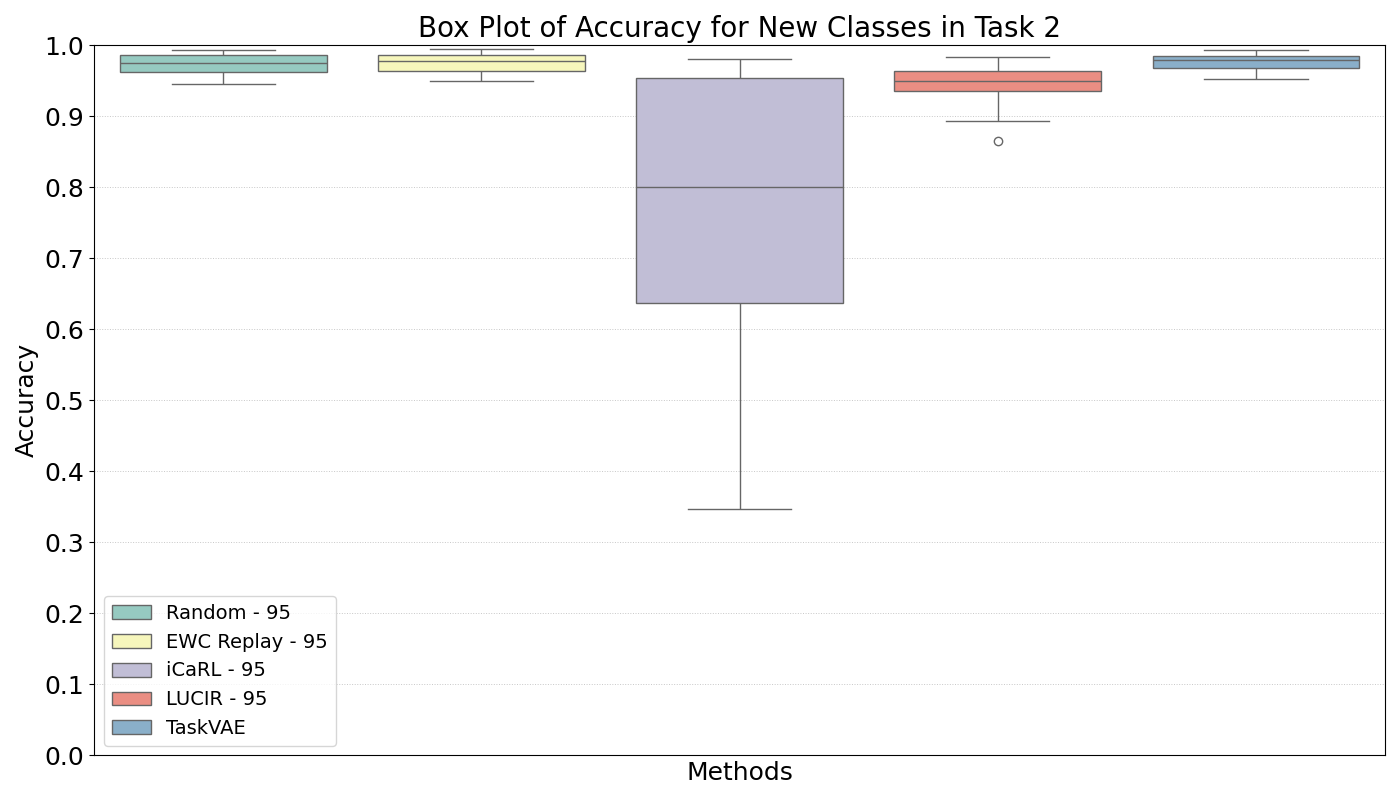 Box Plot of Accuracy for New Classes in Task 2
1.0
0.9
0.8
0.7
0.6
0.5
0.4
0.3
0.2
0.1
0.0
Accuracy
Random - 95
EWC Replay - 95
iCaRL - 95
LUCIR - 95
TaskVAE
Methods